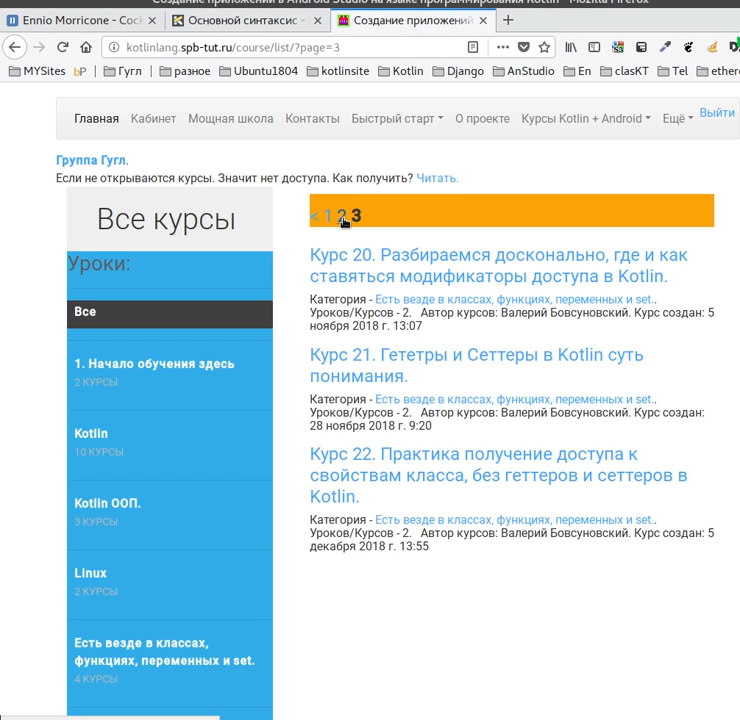 Создание приложений в Android Studio на языке программирования Kotlin - Mozilla Firefox
Ennio Morricone - Cock
Основной синтаксис -
Создание приложений
kotlinlang.spb-tut.ru/course/list/?page=3
MYSites
bP
Гугл
разное
Ubuntu1804
kotlinsite
Kotlin
Django
AnStudio
En
clasKT
Tel
Главная
Кабинет
Мощная школа
Контакты
Быстрый старт
О проекте
Курсы Kotlin + Android
Ещё
Выйти
Группа Гугл.
Если не открываются курсы. Значит нет доступа. Как получить? Читать.
Все курсы
Уроки:
Все
1. Начало обучения здесь
2 КУРСЫ
Kotlin
10 КУРСЫ
Kotlin ООП.
3 КУРСЫ
Linux
2 КУРСЫ
Есть везде в классах,
функциях, переменных и set.
4 КУРСЫ
< 1 2 3
Курс 20. Разбираемся досконально, где и как
ставяться модификаторы доступа в Kotlin.
Категория - Есть везде в классах, функциях, переменных и set..
Уроков/Курсов - 2. Автор курсов: Валерий Бовсуновский. Курс создан: 5
ноября 2018 г. 13:07
Курс 21. Гететры и Сеттеры в Kotlin суть
понимания.
Категория - Есть везде в классах, функциях, переменных и set..
Уроков/Курсов - 2. Автор курсов: Валерий Бовсуновский. Курс создан:
28 ноября 2018 г. 9:20
Курс 22. Практика получение доступа к
свойствам класса, без геттеров и сеттеров в
Kotlin.
Категория - Есть везде в классах, функциях, переменных и set..
Уроков/Курсов - 2. Автор курсов: Валерий Бовсуновский. Курс создан: 5
декабря 2018 г. 13:55